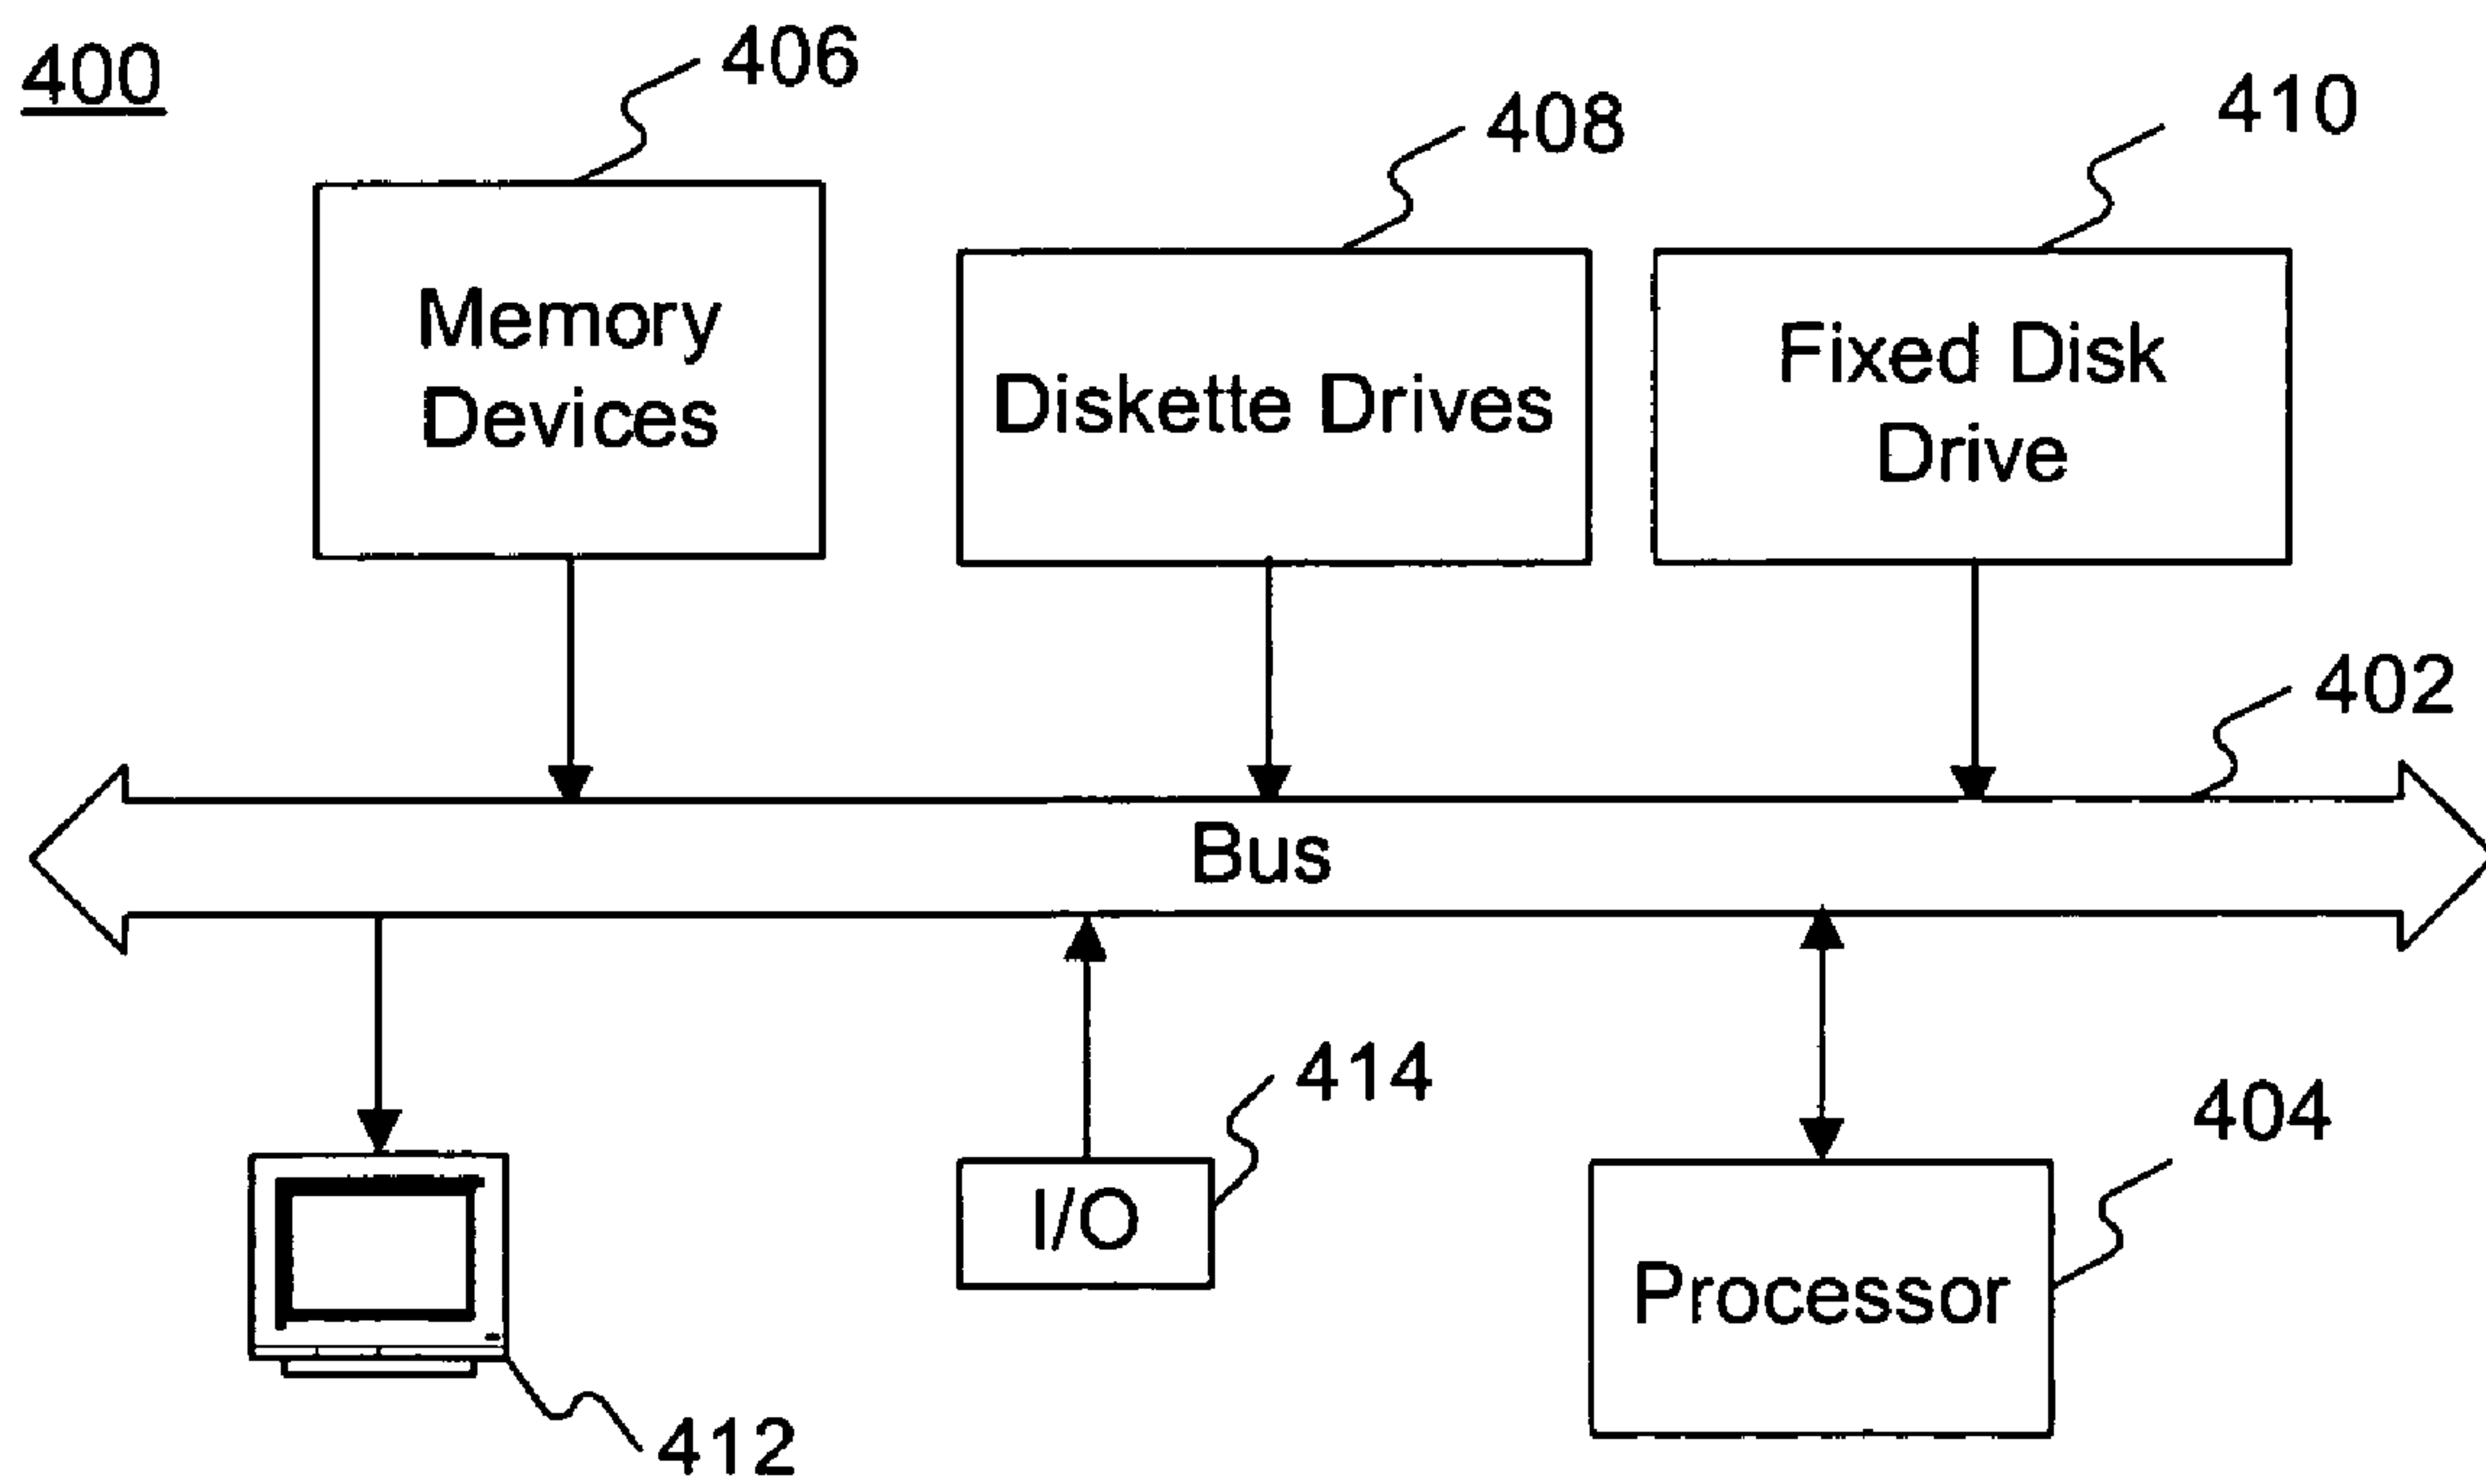 400
406
408
410
Memory
Devices
Diskette Drives
Fixed Disk
Drive
402
Bus
414
404
I/O
Processor
412